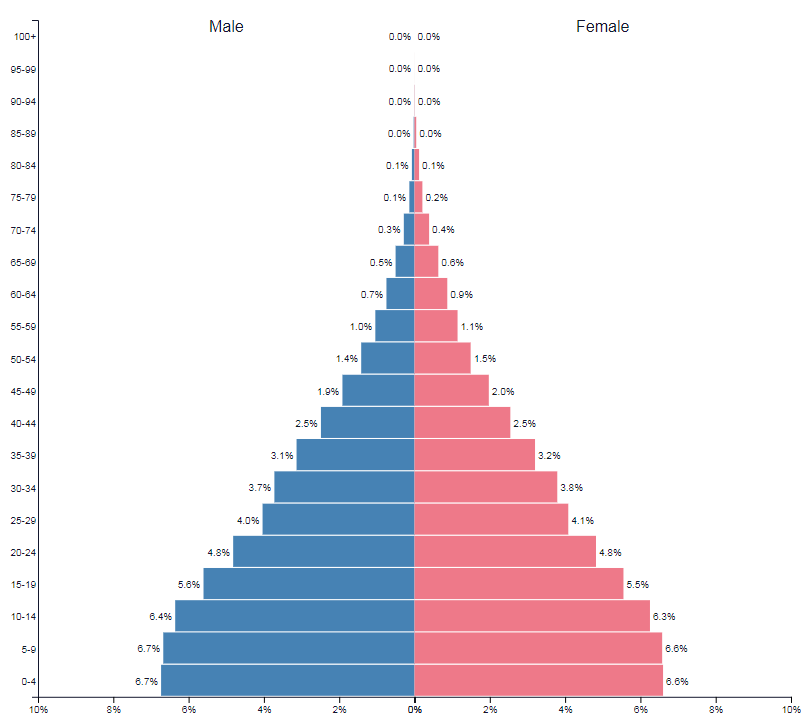 Male Female
100+ 0.0% 0.0%
95-99 0.0% 0.0%
90-94 0.0% 0.0%
85-89 0.0% 0.0%
80-84 0.1% 0.1%
75-79 0.1% 0.2%
70-74 0.3% 0.4%
65-69 0.5% 0.6%
60-64 0.7% 0.9%
55-59 1.0% 1.1%
50-54 1.4% 1.5%
45-49 1.9% 2.0%
40-44 2.5% 2.5%
35-39 3.1% 3.2%
30-34 3.7% 3.8%
25-29 4.0% 4.1%
20-24 4.8% 4.8%
15-19 5.6% 5.5%
10-14 6.4% 6.3%
5-9 6.7% 6.6%
0-4 6.7% 6.6%
10% 8% 6% 4% 2% 0% 2% 4% 6% 8% 10%